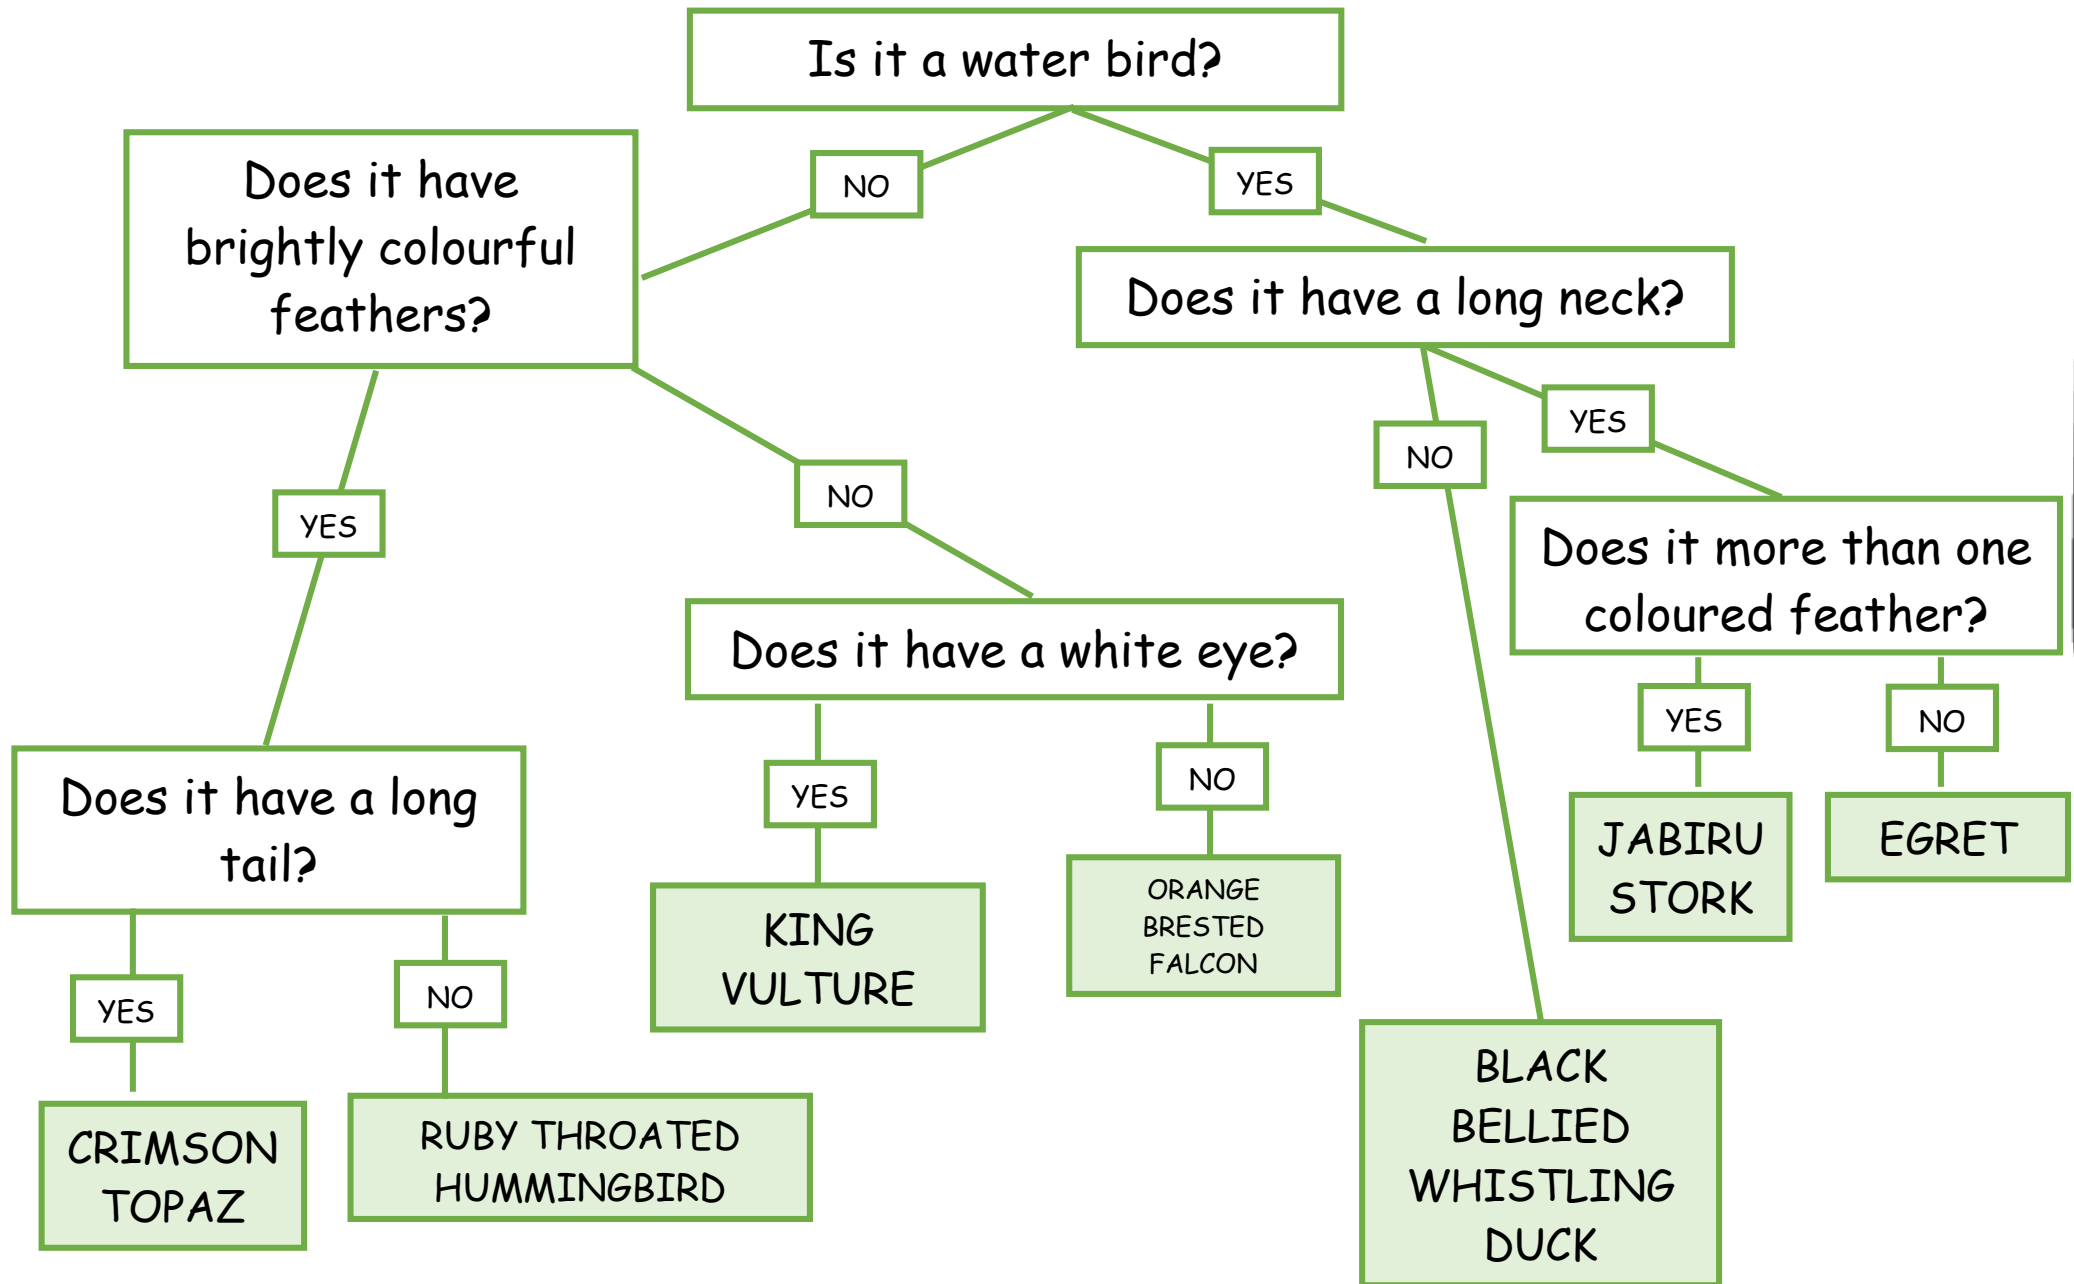 Is it a water bird?
NO
YES
Does it have
brightly colourful
feathers?
Does it have a long neck?
YES
NO
YES
NO
Does it more than one
coloured feather?
Does it have a white eye?
YES
NO
YES
NO
Does it have a long
tail?
JABIRU
STORK
EGRET
ORANGE
BRESTED
FALCON
KING
VULTURE
YES
NO
BLACK
BELLIED
WHISTLING
DUCK
CRIMSON
TOPAZ
RUBY THROATED
HUMMINGBIRD